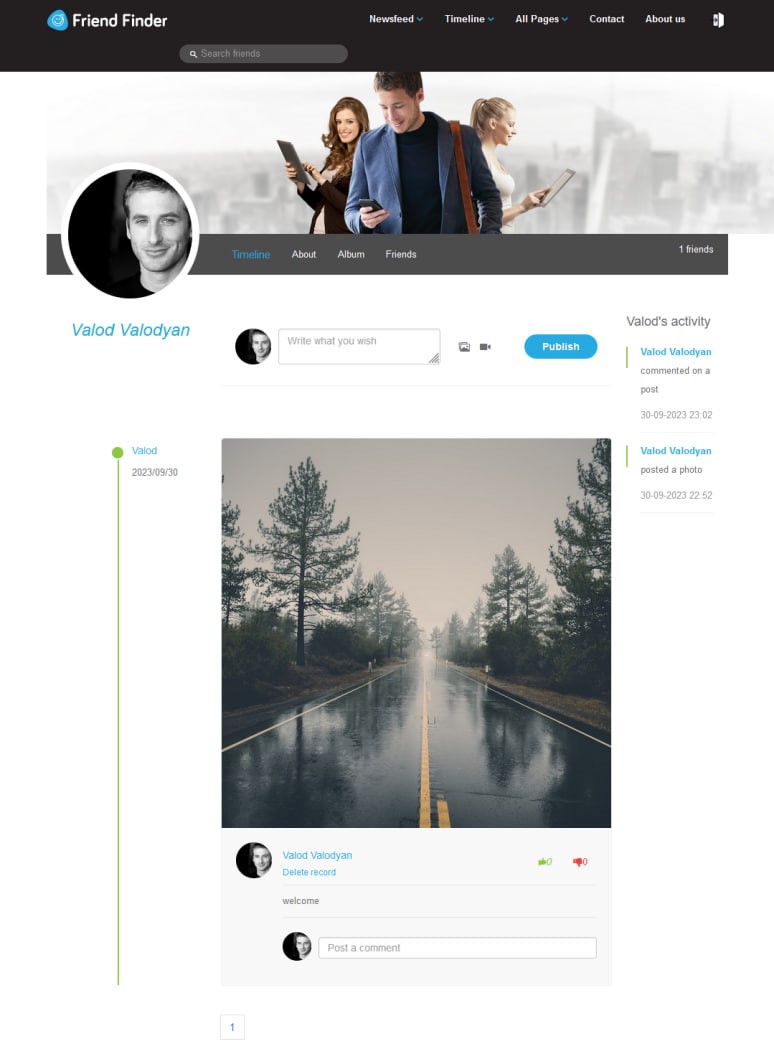 Friend Finder
Newsfeed
Timeline
All Pages
Contact
About us
Search friends
Timeline
About
Album
Friends
1 friends
Valod Valodyan
Write what you wish
Publish
Valod's activity
Valod Valodyan
commented on a
post
30-09-2023 23:02
Valod Valodyan
posted a photo
30-09-2023 22:52
Valod
2023/09/30
Valod Valodyan
Delete record
0
0
welcome
Post a comment
1